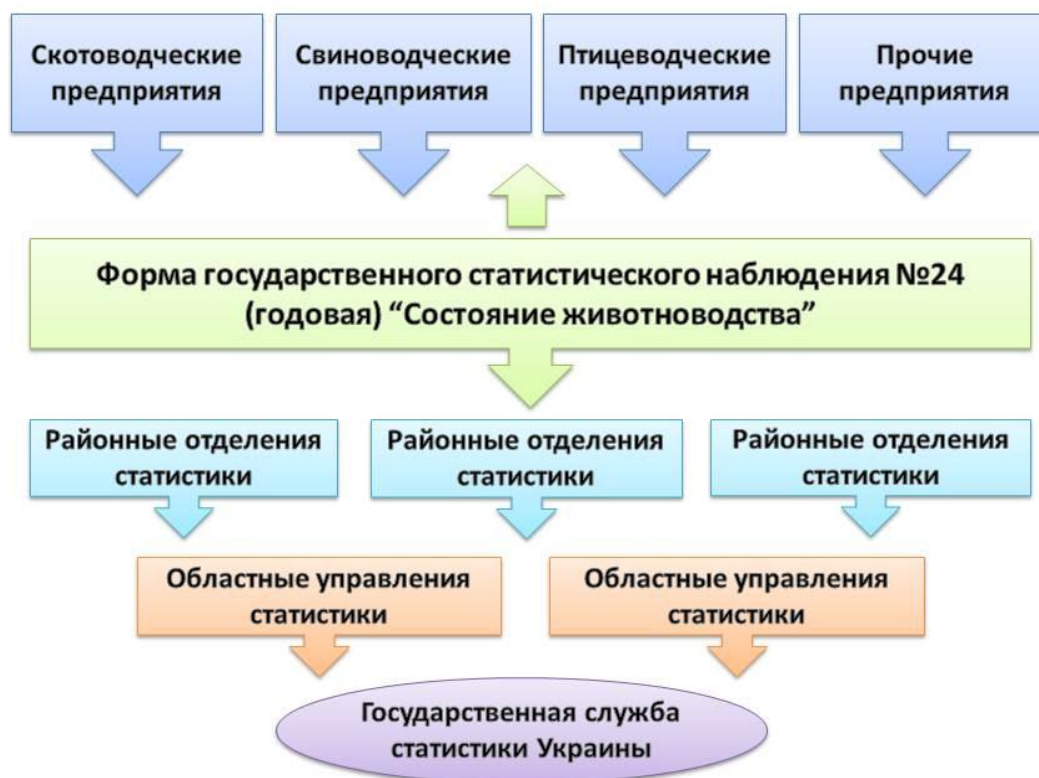 Скотоводческие
предприятия
Свиноводческие
предприятия
Птицеводческие
предприятия
Прочие
предприятия
Форма государственного статистического наблюдения №24
(годовая) “Состояние животноводства”
Районные отделения
статистики
Районные отделения
статистики
Районные отделения
статистики
Областные управления
статистики
Областные управления
статистики
Государственная служба
статистики Украины